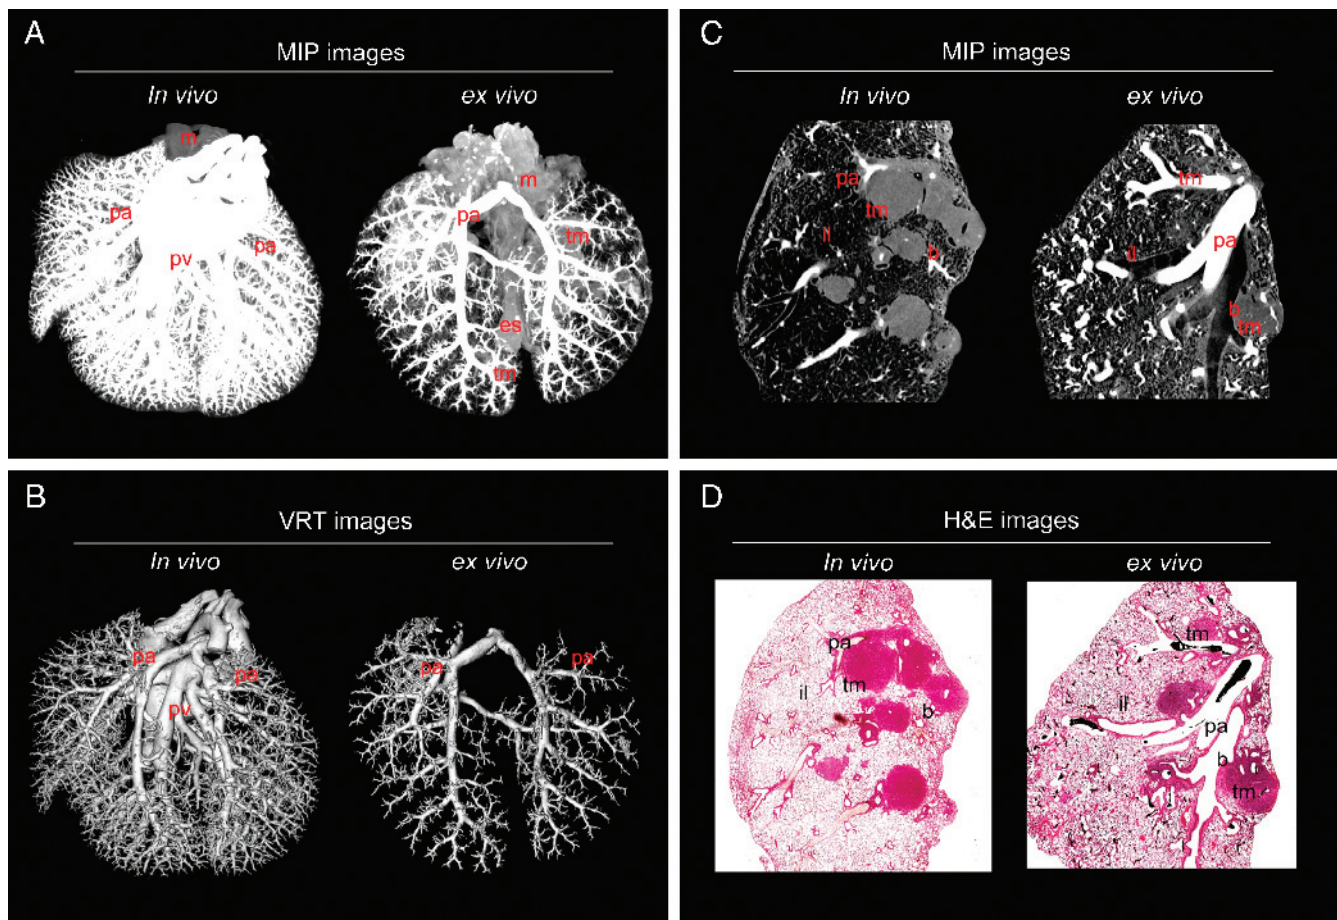 A
MIP images
In vivo
ex vivo
m
pa
pa
pv
m
pa
tm
es
tm
B
VRT images
In vivo
ex vivo
pa
pa
pv
pa
pa
C
MIP images
In vivo
ex vivo
pa
tm
il
b
tm
pa
il
b
tm
D
H&E images
In vivo
ex vivo
pa
tm
il
b
tm
il
pa
b
tm